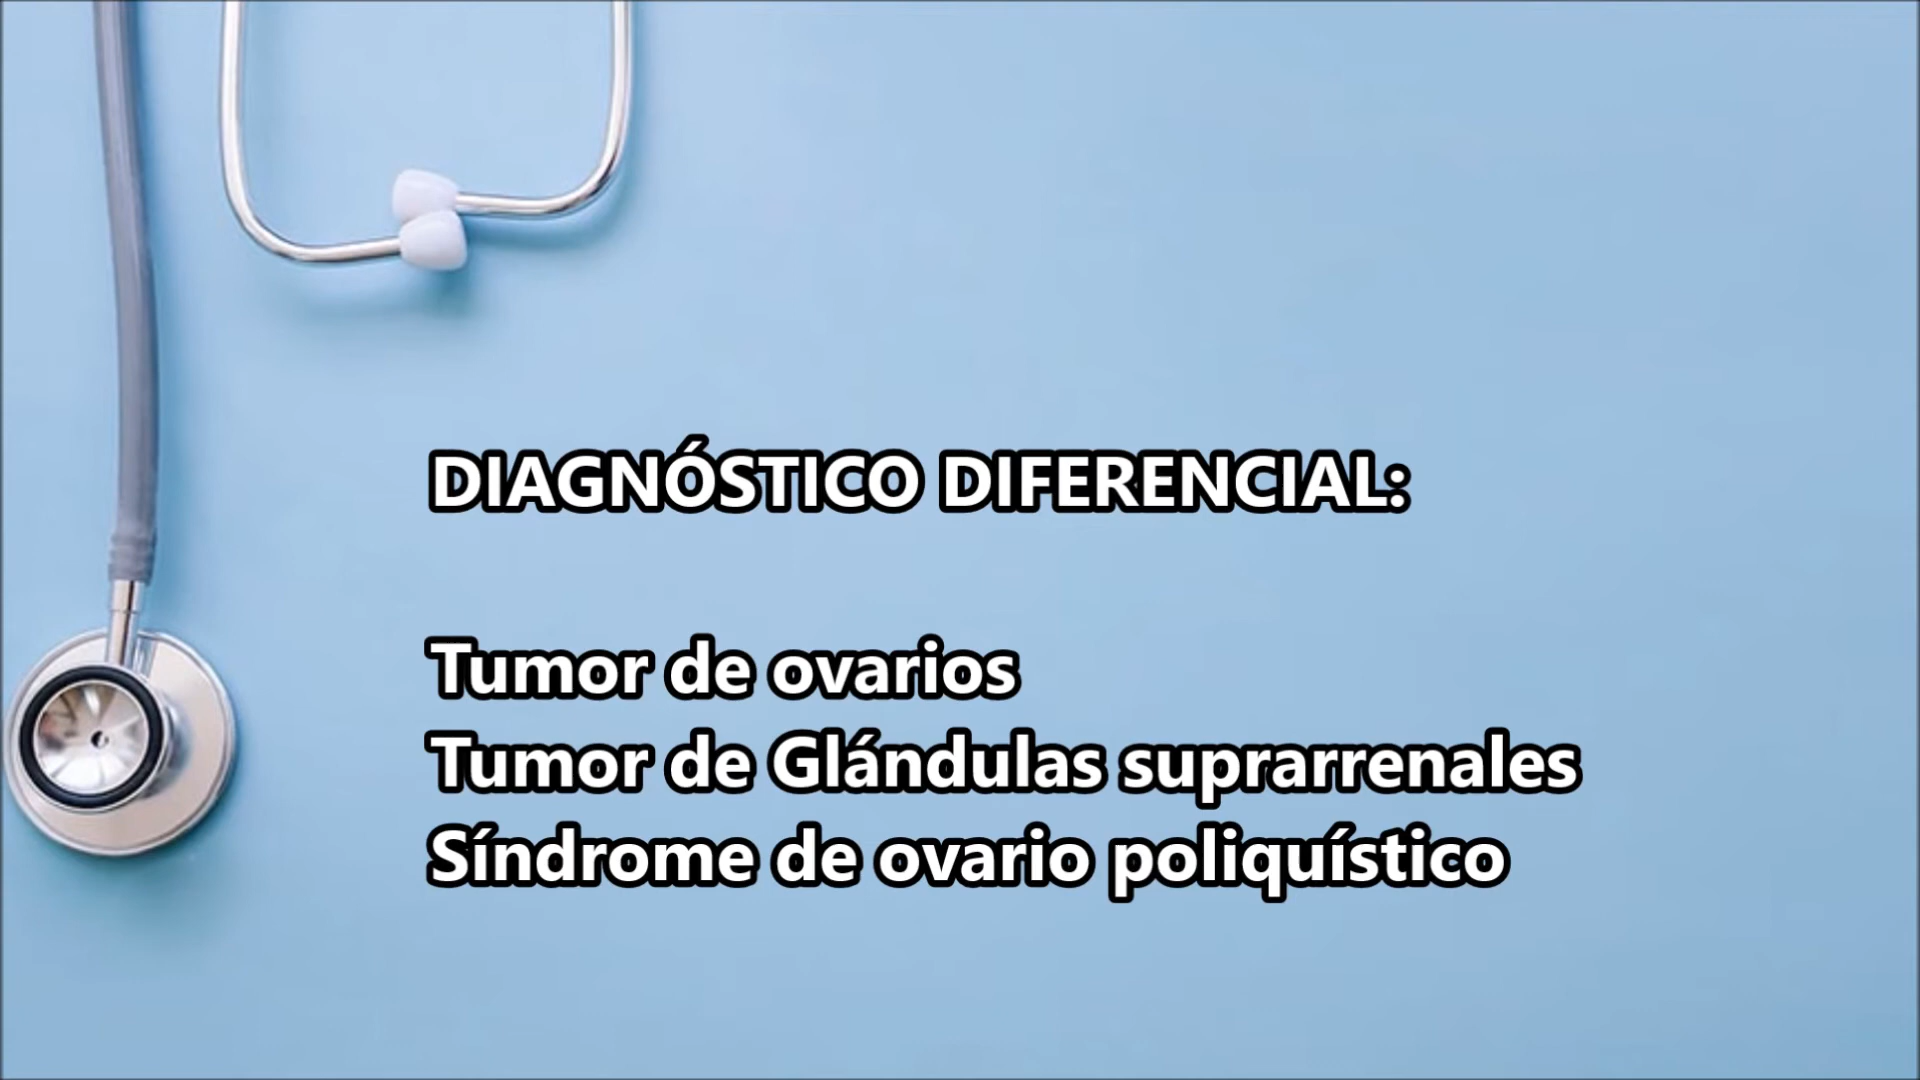 DIAGNÓSTICO DIFERENCIAL:
Tumor de ovarios
Tumor de Glándulas suprarrenales
Síndrome de ovario poliquístico